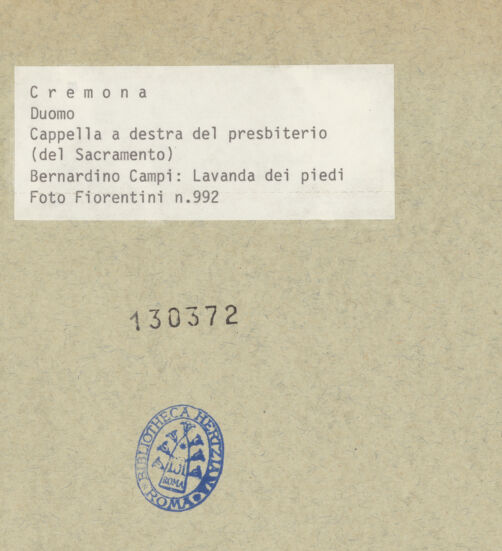 C r e m o n a
Duomo
Cappella a destra del presbiterio
(del Sacramento)
Bernardino Campi: Lavanda dei piedi
Foto Fiorentini n.992
130372
BIBLIOTHECA HERTZIANA
ROMA
ROMA